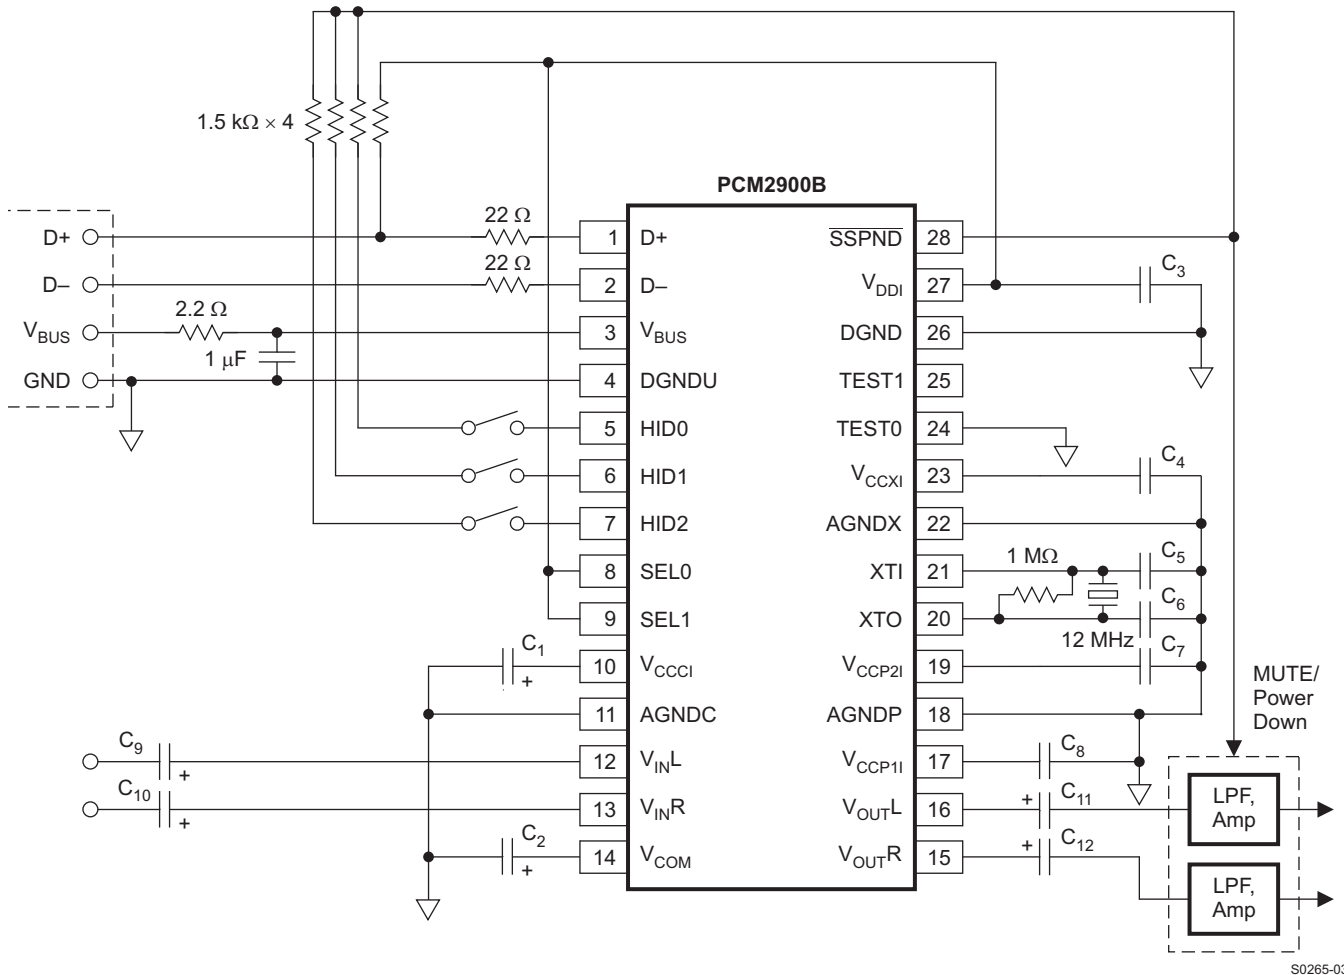 1.5 kΩ × 4
PCM2900B
D+
D–
V_BUS
GND
22 Ω
22 Ω
2.2 Ω
1 μF
1 D+
2 D–
3 V_BUS
4 DGNDU
5 HID0
6 HID1
7 HID2
8 SEL0
9 SEL1
10 V_CCCI
11 AGNDC
12 V_INL
13 V_INR
14 V_COM
C1
+
C9
+
C10
+
C2
+
SSPND 28
V_DDI 27
DGND 26
TEST1 25
TEST0 24
V_CCXI 23
AGNDX 22
XTI 21
XTO 20
V_CCP2I 19
AGNDP 18
V_CCP1I 17
V_OUTL 16
V_OUTR 15
C3
C4
1 MΩ
C5
C6
12 MHz
C7
C8
+ C11
+ C12
MUTE/
Power
Down
LPF,
Amp
LPF,
Amp